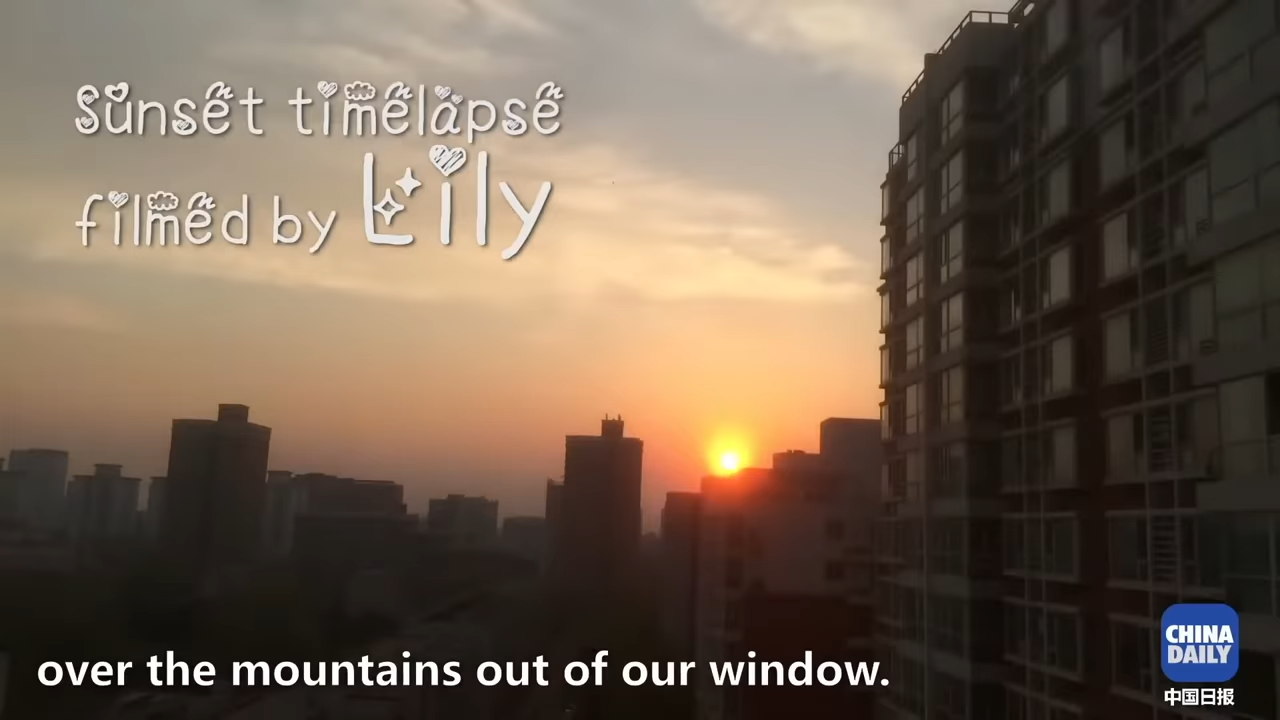 Sunset timelapse
filmed by Lily
over the mountains out of our window.
CHINA
DAILY
中国日报